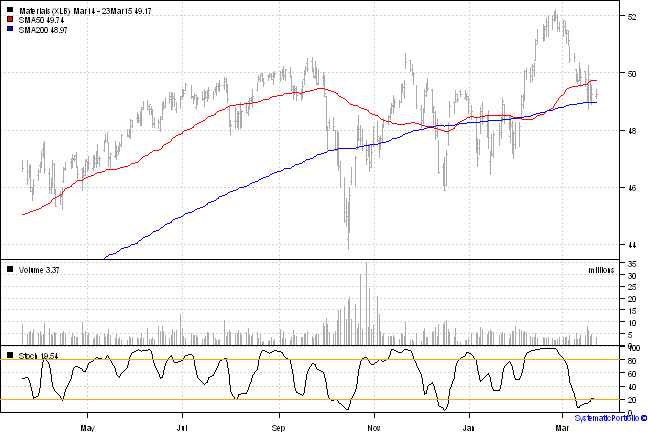 Materials (XLB) Mar14 - 23Mar15 49.17
SMA50 49.74
SMA200 48.97
52
50
48
46
44
Volume 3.37
millions
35
30
25
20
15
10
5
Stoch 19.54
100
80
60
40
20
0
May
Jul
Sep
Nov
Jan
Mar
SystematicPortfolio ©